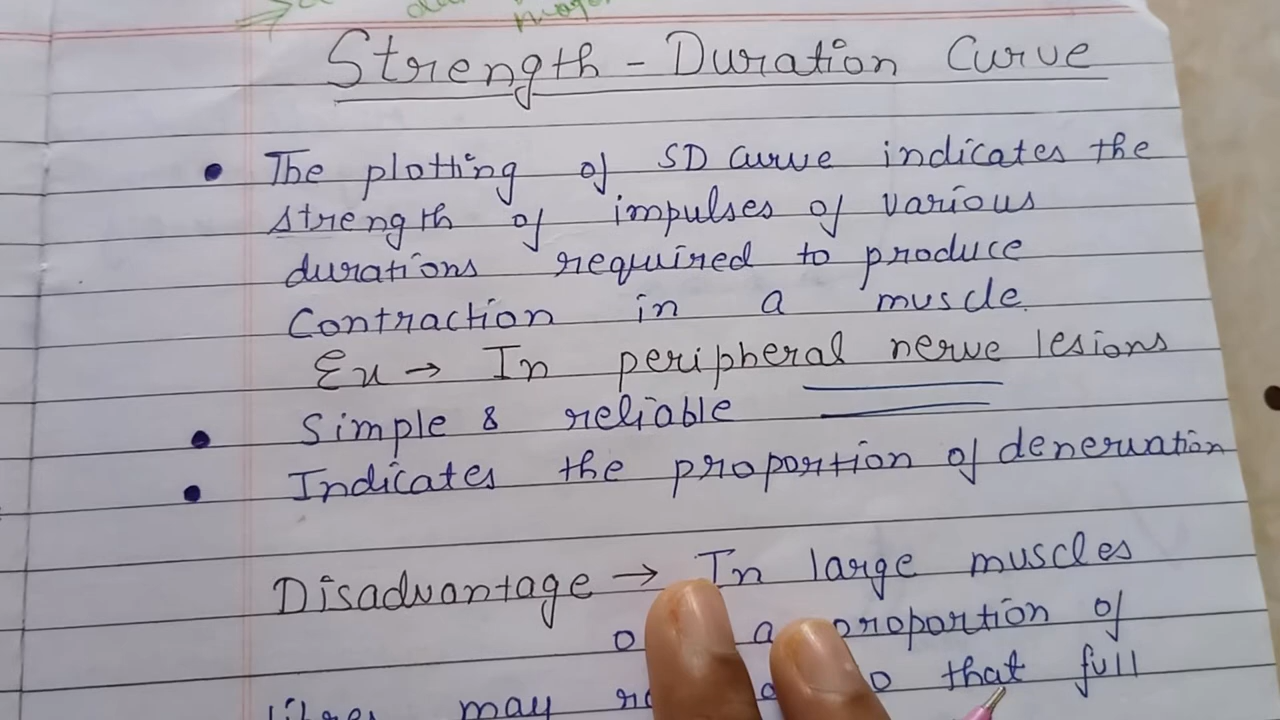 Strength - Duration Curve
• The plotting of SD curve indicates the
strength of impulses of various
durations required to produce
Contraction in a muscle.
Ex → In peripheral nerve lesions
• Simple & reliable
• Indicates the proportion of denervation
Disadvantage → In large muscles
a proportion of
may that full